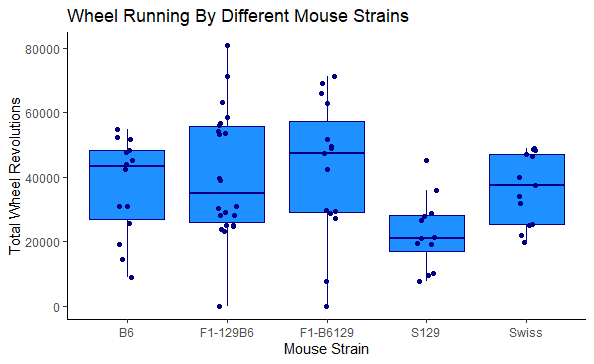 Wheel Running By Different Mouse Strains
Total Wheel Revolutions
80000
60000
40000
20000
0
B6 F1-129B6 F1-B6129 S129 Swiss
Mouse Strain